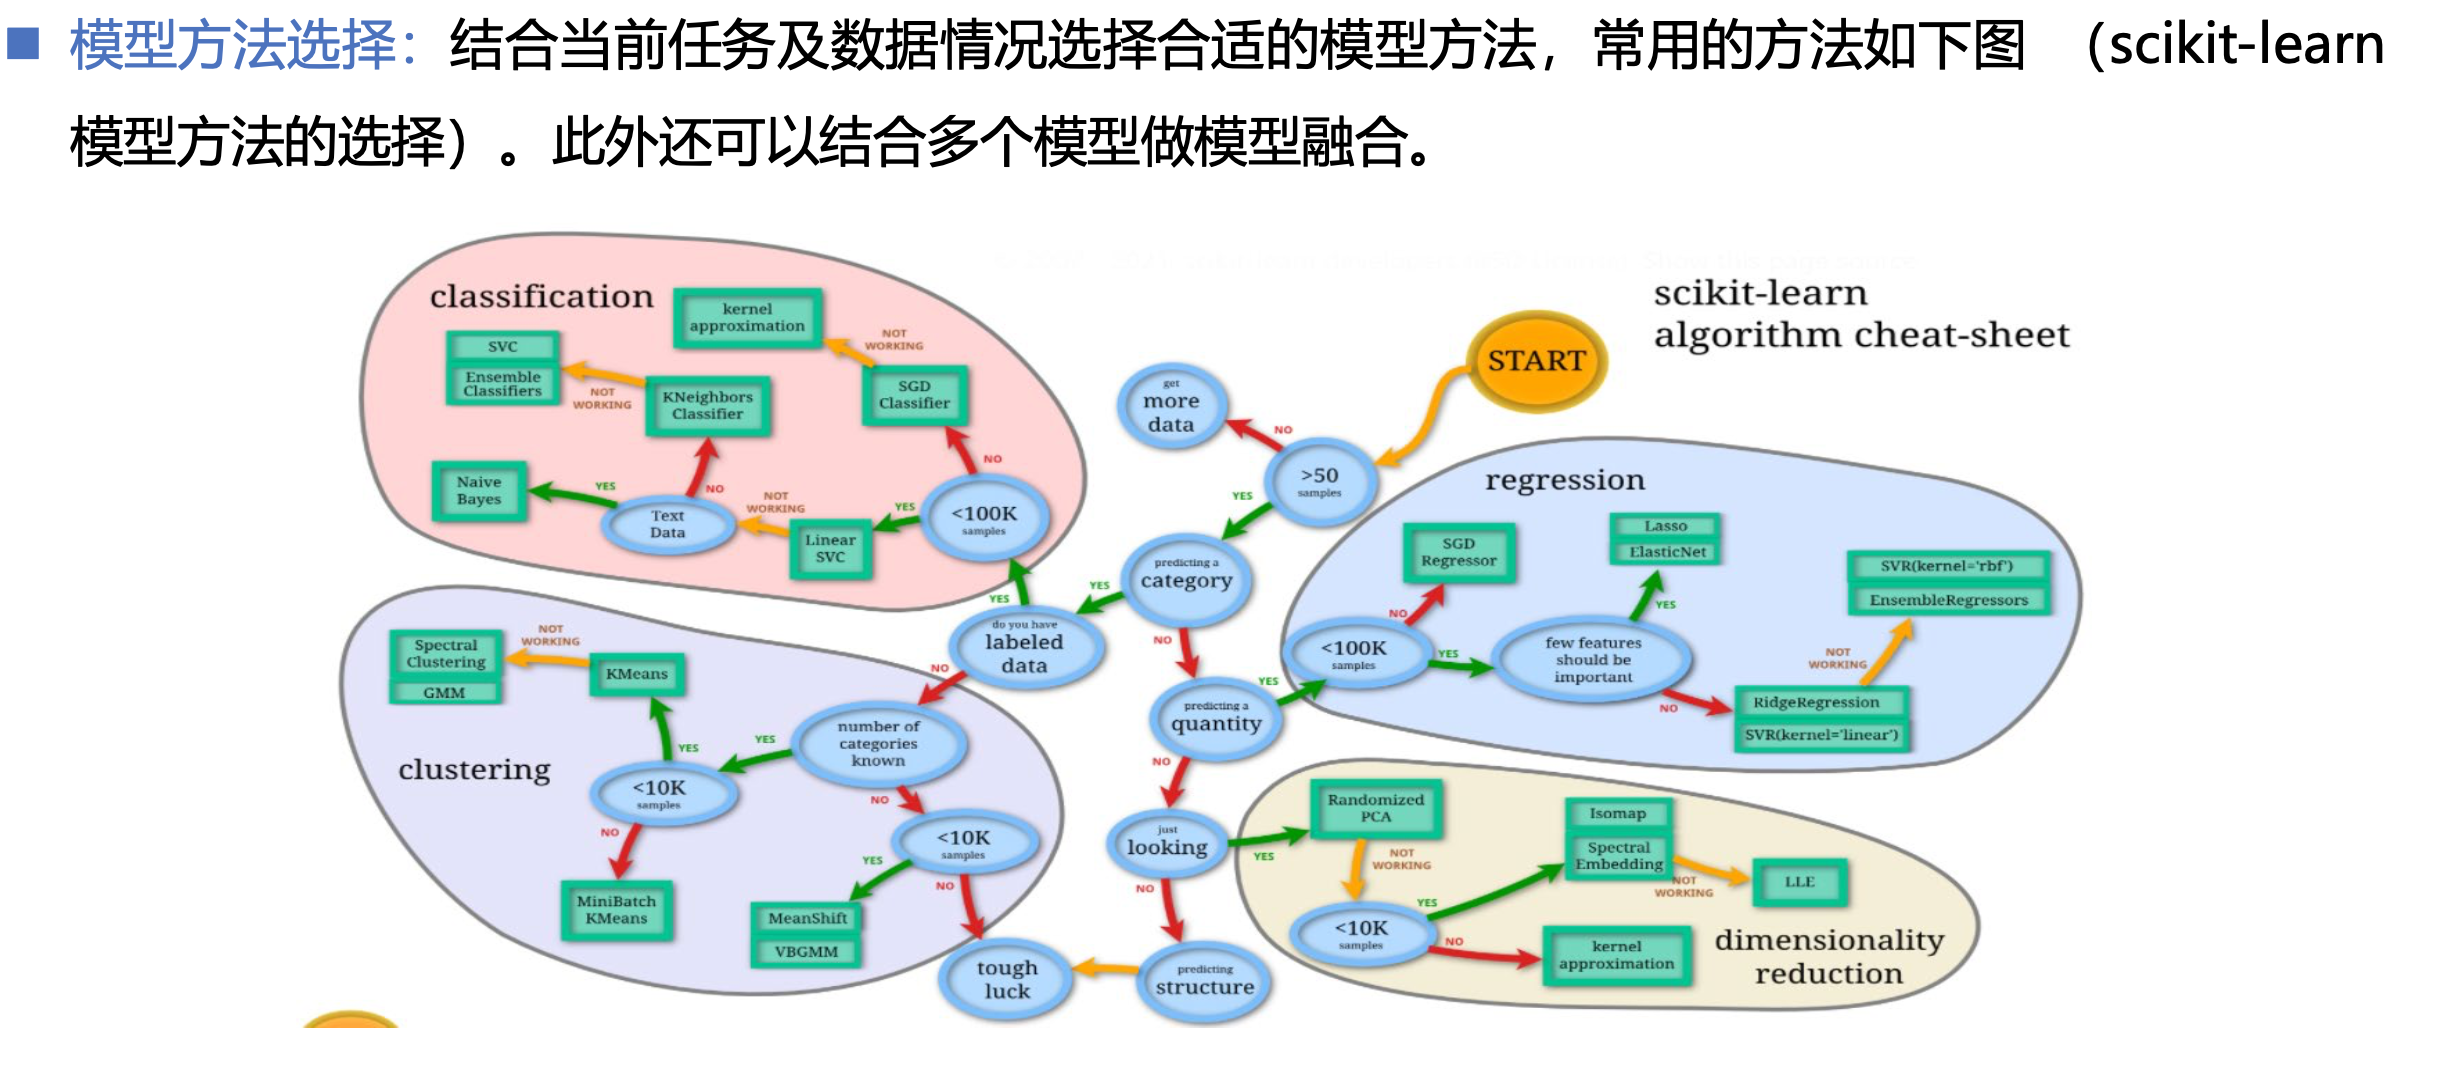 模型方法选择：结合当前任务及数据情况选择合适的模型方法，常用的方法如下图 （scikit-learn
模型方法的选择）。此外还可以结合多个模型做模型融合。
scikit-learn
algorithm cheat-sheet
START
>50
samples
NO
get
more
data
YES
predicting a
category
YES
do you have
labeled
data
YES
classification
<100K
samples
NO
SGD
Classifier
NOT
WORKING
kernel
approximation
YES
Linear
SVC
NOT
WORKING
Text
Data
YES
Naive
Bayes
NO
KNeighbors
Classifier
NOT
WORKING
SVC
Ensemble
Classifiers
NO
clustering
number of
categories
known
YES
<10K
samples
YES
KMeans
NOT
WORKING
Spectral
Clustering
GMM
NO
MiniBatch
KMeans
NO
<10K
samples
YES
MeanShift
VBGMM
NO
tough
luck
NO
predicting a
quantity
YES
regression
<100K
samples
NO
SGD
Regressor
YES
few features
should be
important
YES
Lasso
ElasticNet
NO
RidgeRegression
SVR(kernel='linear')
NOT
WORKING
SVR(kernel='rbf')
EnsembleRegressors
NO
just
looking
YES
dimensionality
reduction
Randomized
PCA
NOT
WORKING
<10K
samples
YES
Isomap
Spectral
Embedding
NOT
WORKING
LLE
NO
kernel
approximation
NO
predicting
structure